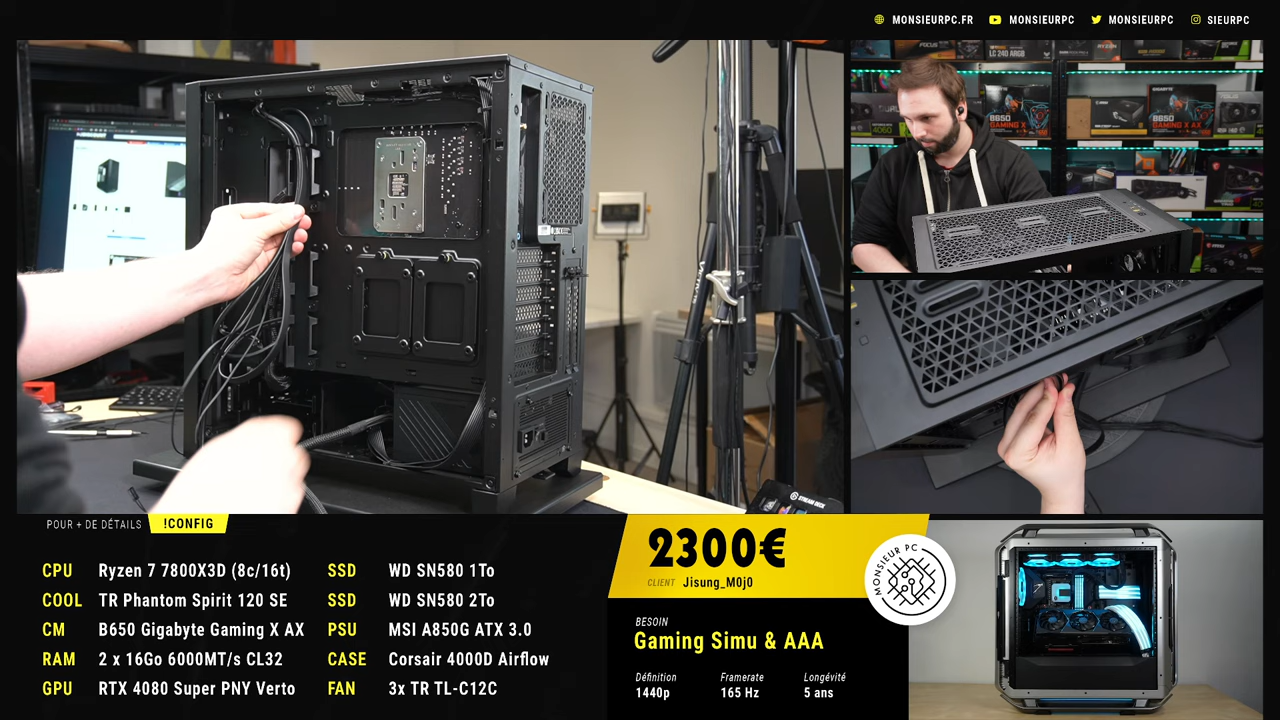 MONSIEURPC.FR
MONSIEURPC
MONSIEURPC
SIEURPC
B650
GAMING X
GIGABYTE
B650
GAMING X AX
STREAM DECK
POUR + DE DÉTAILS
!CONFIG
CPU Ryzen 7 7800X3D (8c/16t)
COOL TR Phantom Spirit 120 SE
CM B650 Gigabyte Gaming X AX
RAM 2 x 16Go 6000MT/s CL32
GPU RTX 4080 Super PNY Verto
SSD WD SN580 1To
SSD WD SN580 2To
PSU MSI A850G ATX 3.0
CASE Corsair 4000D Airflow
FAN 3x TR TL-C12C
2300€
CLIENT Jisung_M0j0
MONSIEUR PC
BESOIN
Gaming Simu & AAA
Définition Framerate Longévité
1440p 165 Hz 5 ans